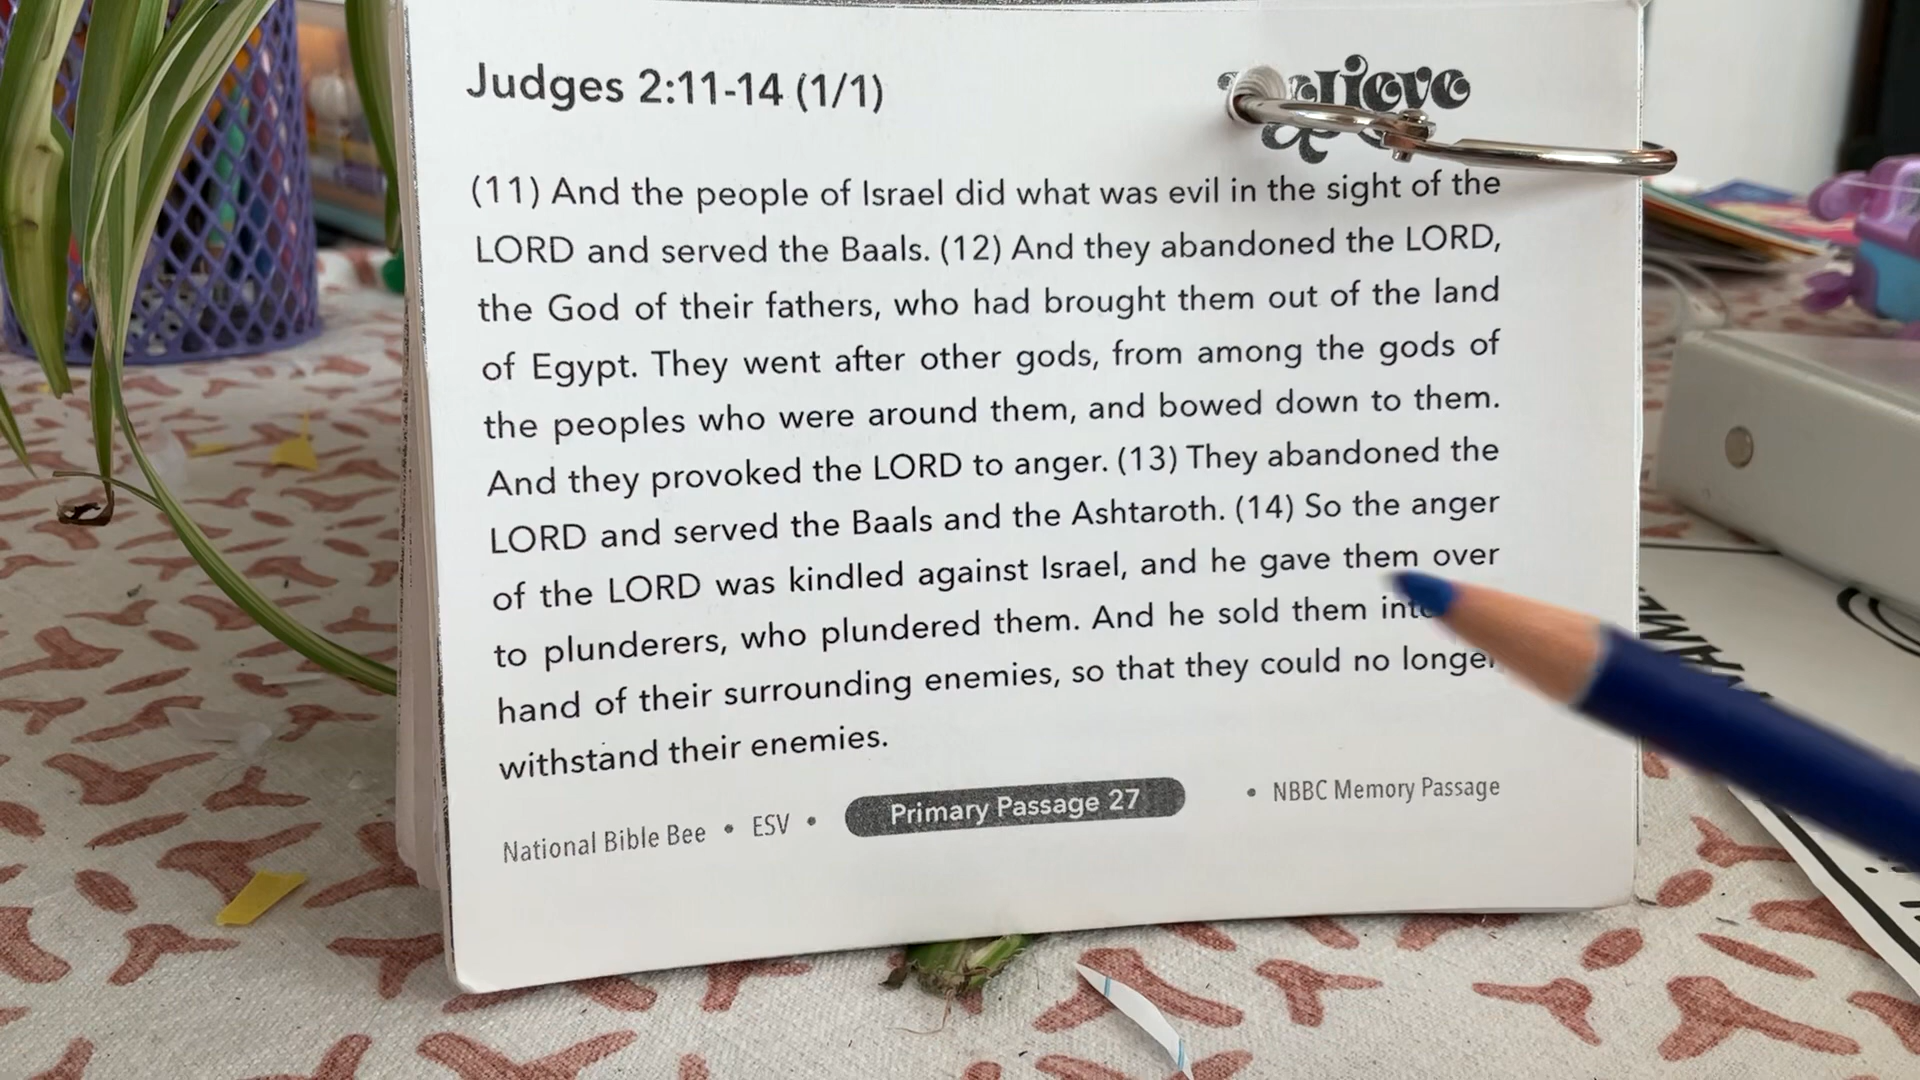 Judges 2:11-14 (1/1)
(11) And the people of Israel did what was evil in the sight of the
LORD and served the Baals. (12) And they abandoned the LORD,
the God of their fathers, who had brought them out of the land
of Egypt. They went after other gods, from among the gods of
the peoples who were around them, and bowed down to them.
And they provoked the LORD to anger. (13) They abandoned the
LORD and served the Baals and the Ashtaroth. (14) So the anger
of the LORD was kindled against Israel, and he gave them over
to plunderers, who plundered them. And he sold them into
hand of their surrounding enemies, so that they could no longer
withstand their enemies.
National Bible Bee • ESV • Primary Passage 27 • NBBC Memory Passage